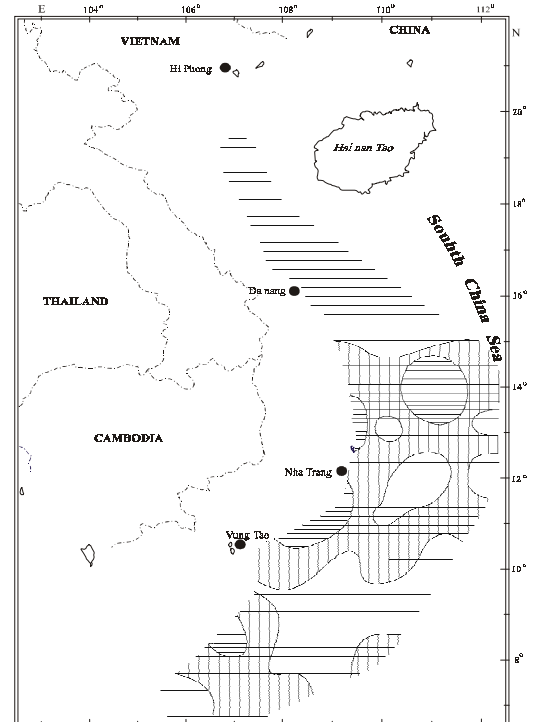 E 104° 106° 108° 110° 112°
N
VIETNAM
CHINA
Hi Phong
20°
Hai nan Tao
18°
Southth China Sea
THAILAND
Da nang
16°
14°
CAMBODIA
Nha Trang
12°
Vung Tao
10°
8°